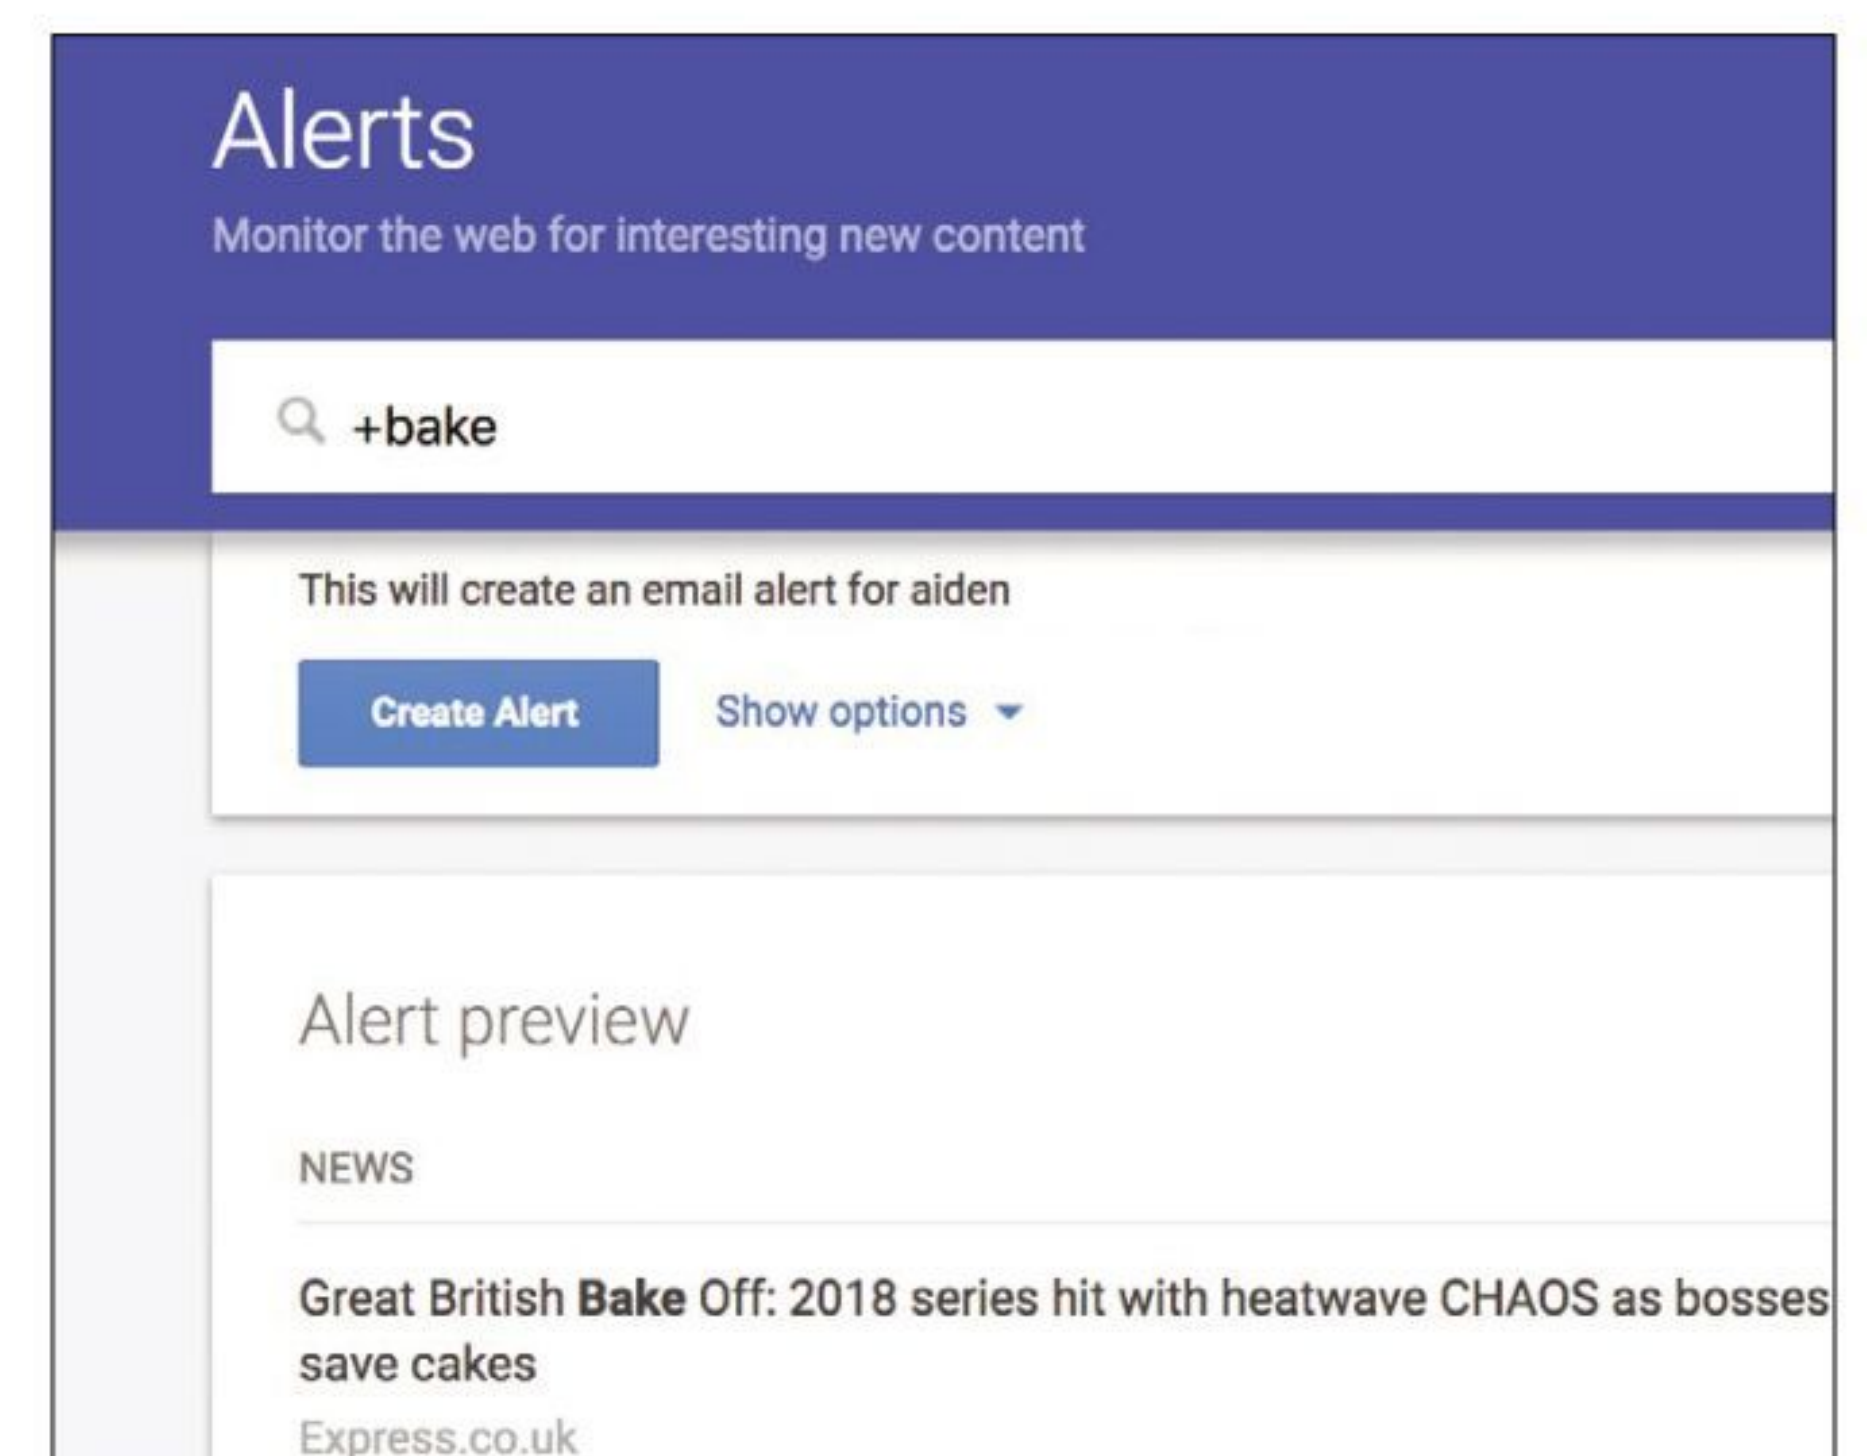 Alerts
Monitor the web for interesting new content
+bake
This will create an email alert for aiden
Create Alert
Show options
Alert preview
NEWS
Great British Bake Off: 2018 series hit with heatwave CHAOS as bosses
save cakes
Express.co.uk